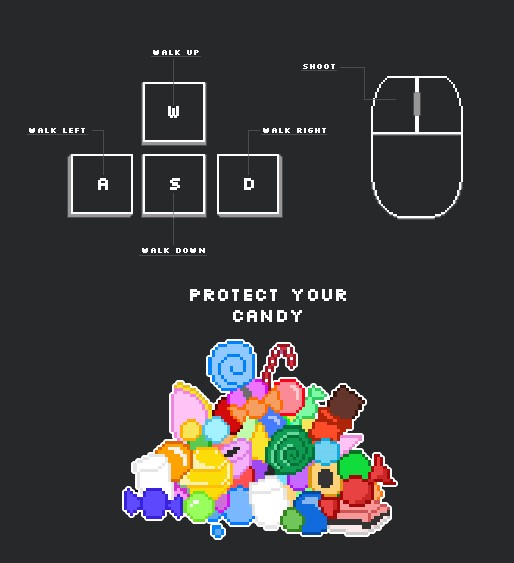 WALK UP
SHOOT
W
WALK LEFT
WALK RIGHT
A
S
D
WALK DOWN
PROTECT YOUR
CANDY